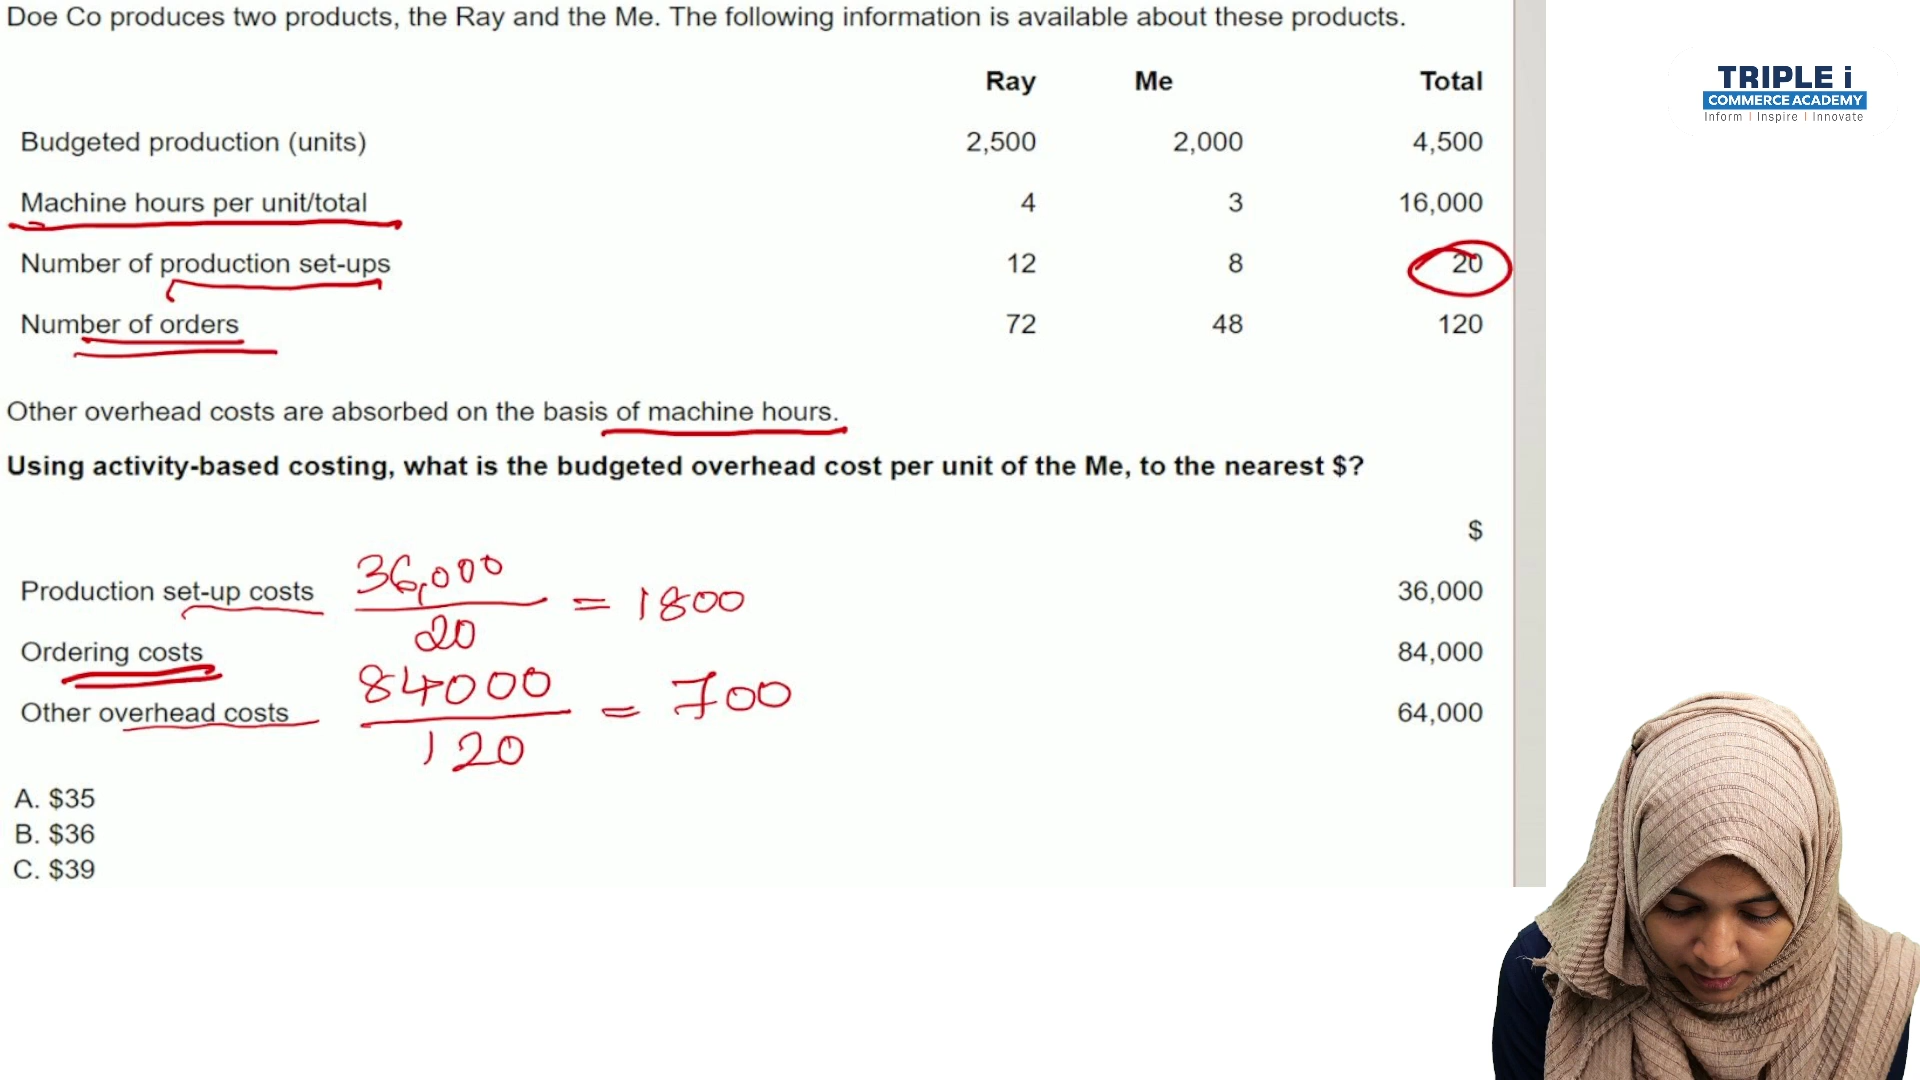 Doe Co produces two products, the Ray and the Me. The following information is available about these products.
TRIPLE i
COMMERCE ACADEMY
Inform | Inspire | Innovate
Ray Me Total
Budgeted production (units) 2,500 2,000 4,500
Machine hours per unit/total 4 3 16,000
Number of production set-ups 12 8 20
Number of orders 72 48 120
Other overhead costs are absorbed on the basis of machine hours.
Using activity-based costing, what is the budgeted overhead cost per unit of the Me, to the nearest $?
$
Production set-up costs 36,000 / 20 = 1800 36,000
Ordering costs 84,000
Other overhead costs 84000 / 120 = 700 64,000
A. $35
B. $36
C. $39